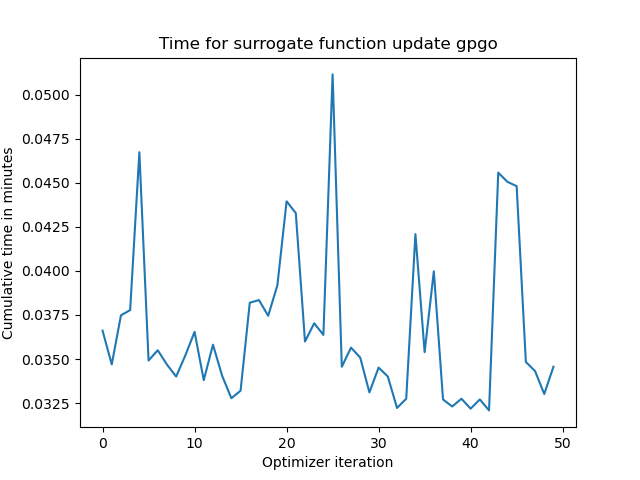 Time for surrogate function update gpgo
Cumulative time in minutes
0.0500
0.0475
0.0450
0.0425
0.0400
0.0375
0.0350
0.0325
0 10 20 30 40 50
Optimizer iteration